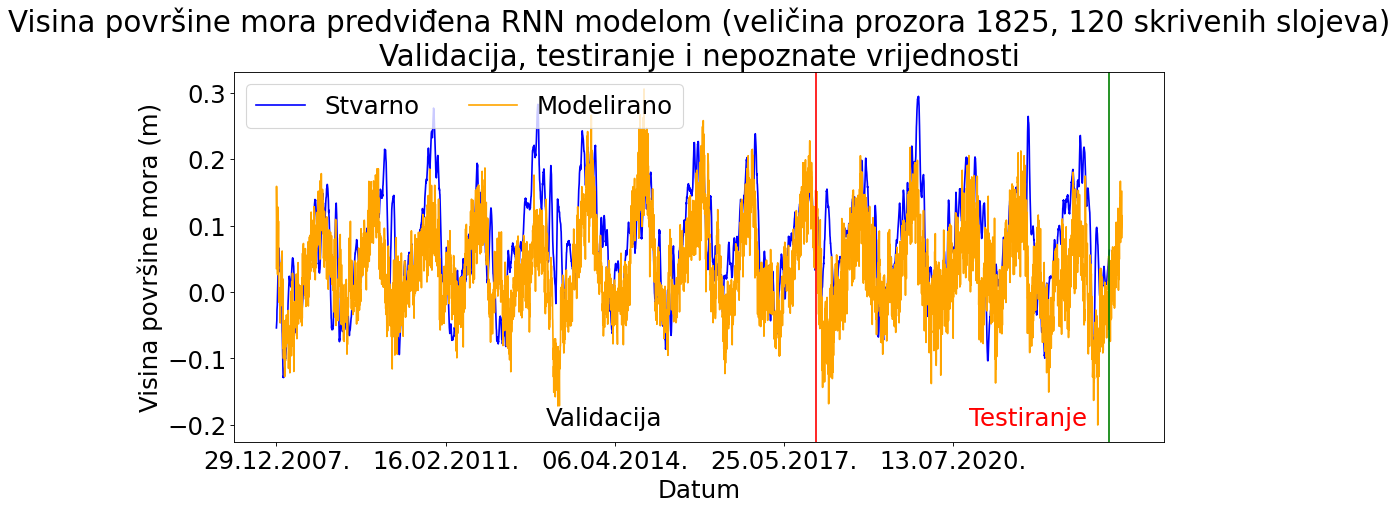 Visina površine mora predviđena RNN modelom (veličina prozora 1825, 120 skrivenih slojeva)
Validacija, testiranje i nepoznate vrijednosti
Stvarno Modelirano
Visina površine mora (m)
0.3
0.2
0.1
0.0
−0.1
−0.2
Validacija Testiranje
29.12.2007. 16.02.2011. 06.04.2014. 25.05.2017. 13.07.2020.
Datum